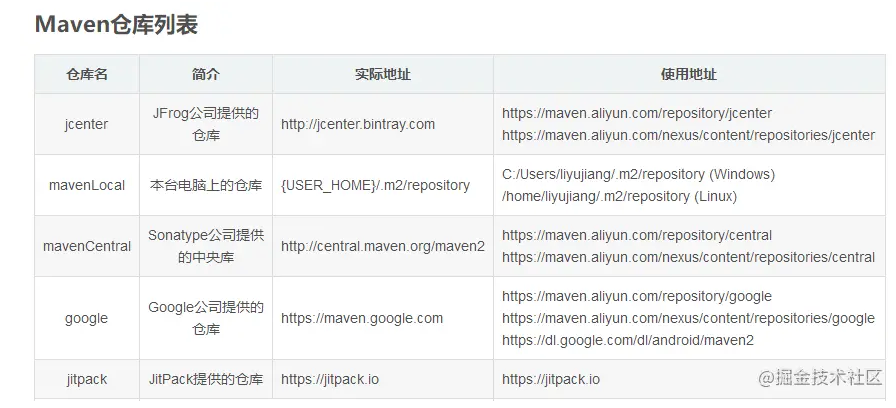 Maven仓库列表
仓库名 简介 实际地址 使用地址
jcenter JFrog公司提供的仓库 http://jcenter.bintray.com https://maven.aliyun.com/repository/jcenter
https://maven.aliyun.com/nexus/content/repositories/jcenter
mavenLocal 本台电脑上的仓库 {USER_HOME}/.m2/repository C:/Users/liyujiang/.m2/repository (Windows)
/home/liyujiang/.m2/repository (Linux)
mavenCentral Sonatype公司提供的中央库 http://central.maven.org/maven2 https://maven.aliyun.com/repository/central
https://maven.aliyun.com/nexus/content/repositories/central
google Google公司提供的仓库 https://maven.google.com https://maven.aliyun.com/repository/google
https://maven.aliyun.com/nexus/content/repositories/google
https://dl.google.com/dl/android/maven2
jitpack JitPack提供的仓库 https://jitpack.io https://jitpack.io
@掘金技术社区